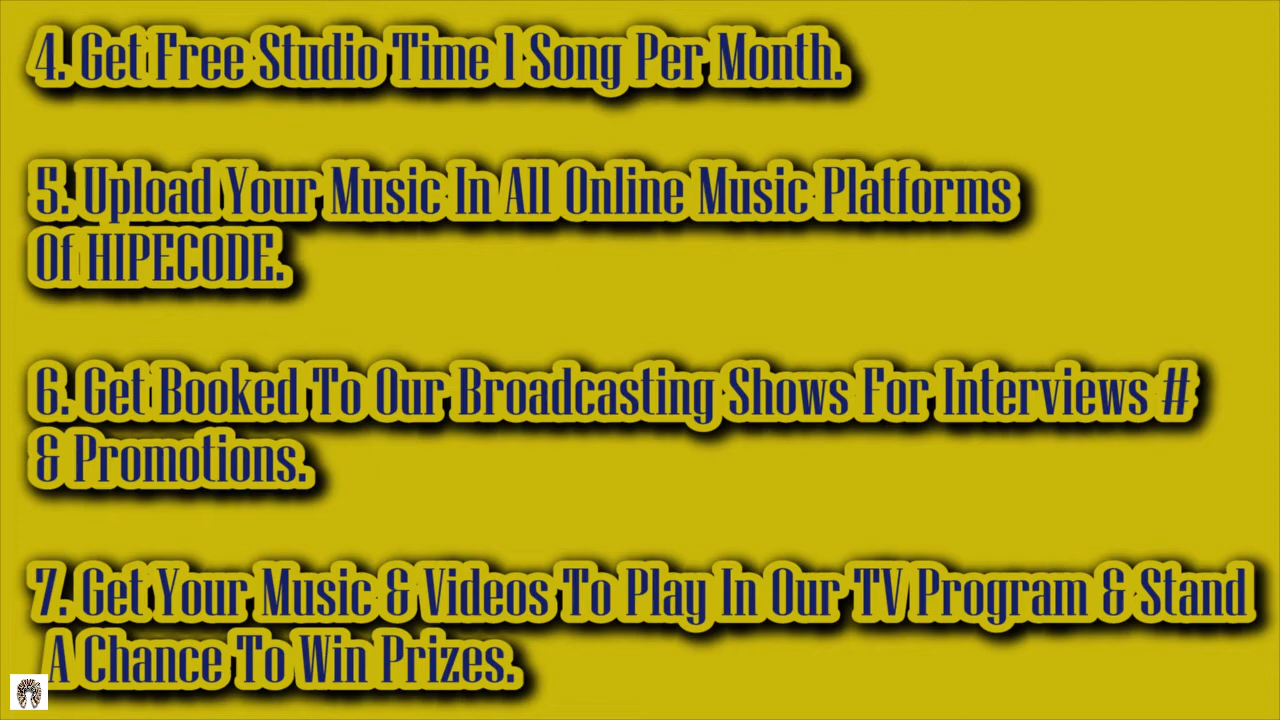 4. Get Free Studio Time 1 Song Per Month.
5. Upload Your Music In All Online Music Platforms
Of HIPECODE.
6. Get Booked To Our Broadcasting Shows For Interviews #
& Promotions.
7. Get Your Music & Videos To Play In Our TV Program & Stand
A Chance To Win Prizes.